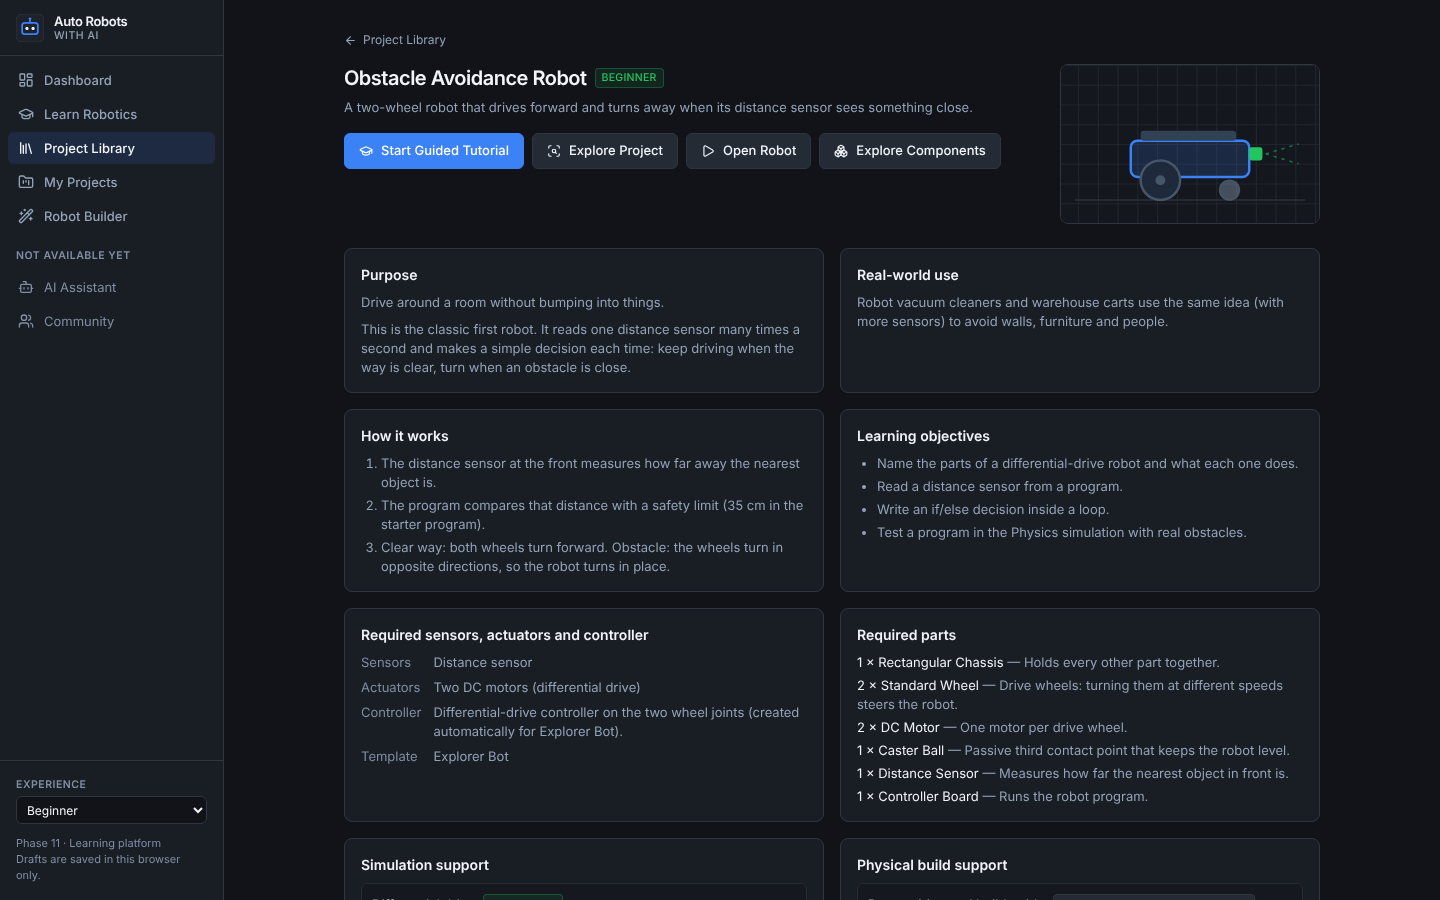 Auto Robots
WITH AI
Dashboard
Learn Robotics
Project Library
My Projects
Robot Builder
NOT AVAILABLE YET
AI Assistant
Community
EXPERIENCE
Beginner
Phase 11 · Learning platform
Drafts are saved in this browser
only.
← Project Library
Obstacle Avoidance Robot
BEGINNER
A two-wheel robot that drives forward and turns away when its distance sensor sees something close.
Start Guided Tutorial
Explore Project
Open Robot
Explore Components
Purpose
Drive around a room without bumping into things.
This is the classic first robot. It reads one distance sensor many times a
second and makes a simple decision each time: keep driving when the
way is clear, turn when an obstacle is close.
Real-world use
Robot vacuum cleaners and warehouse carts use the same idea (with
more sensors) to avoid walls, furniture and people.
How it works
1. The distance sensor at the front measures how far away the nearest
object is.
2. The program compares that distance with a safety limit (35 cm in the
starter program).
3. Clear way: both wheels turn forward. Obstacle: the wheels turn in
opposite directions, so the robot turns in place.
Learning objectives
• Name the parts of a differential-drive robot and what each one does.
• Read a distance sensor from a program.
• Write an if/else decision inside a loop.
• Test a program in the Physics simulation with real obstacles.
Required sensors, actuators and controller
Sensors Distance sensor
Actuators Two DC motors (differential drive)
Controller Differential-drive controller on the two wheel joints (created
automatically for Explorer Bot).
Template Explorer Bot
Required parts
1 × Rectangular Chassis — Holds every other part together.
2 × Standard Wheel — Drive wheels: turning them at different speeds
steers the robot.
2 × DC Motor — One motor per drive wheel.
1 × Caster Ball — Passive third contact point that keeps the robot level.
1 × Distance Sensor — Measures how far the nearest object in front is.
1 × Controller Board — Runs the robot program.
Simulation support
Physical build support